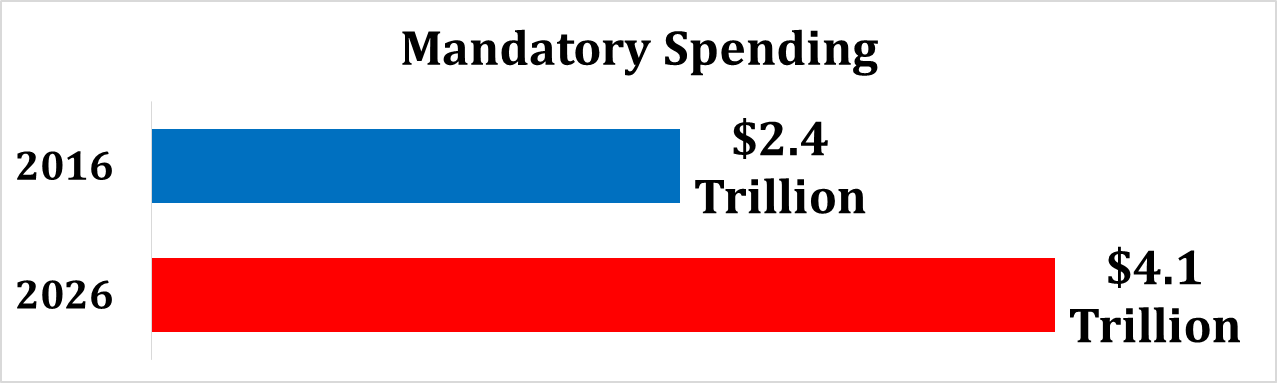 Mandatory Spending
2016
$2.4
Trillion
2026
$4.1
Trillion